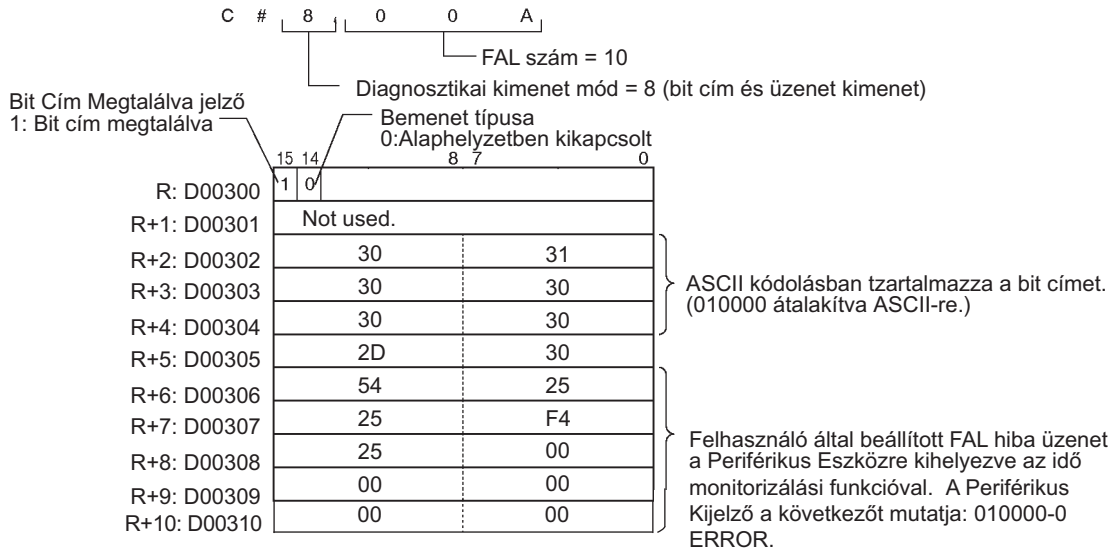 C # 8, 0 0 A
FAL szám = 10
Diagnosztikai kimenet mód = 8 (bit cím és üzenet kimenet)
Bit Cím Megtalálva jelző
1: Bit cím megtalálva
Bemenet típusa
0:Alaphelyzetben kikapcsolt
15 14 8 7 0
R: D00300 1 0
R+1: D00301 Not used.
R+2: D00302 30 31
R+3: D00303 30 30
R+4: D00304 30 30
ASCII kódolásban tzartalmazza a bit címet.
(010000 átalakítva ASCII-re.)
R+5: D00305 2D 30
R+6: D00306 54 25
R+7: D00307 25 F4
R+8: D00308 25 00
R+9: D00309 00 00
R+10: D00310 00 00
Felhasználó által beállított FAL hiba üzenet
a Periférikus Eszközre kihelyezve az idő
monitorizálási funkcióval. A Periférikus
Kijelző a következőt mutatja: 010000-0
ERROR.